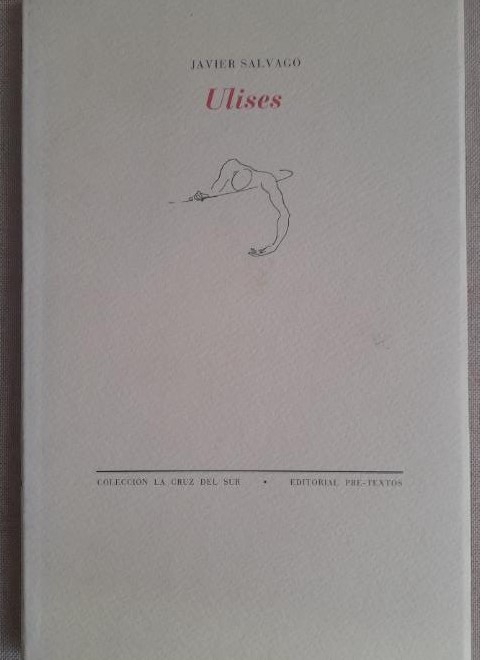 JAVIER SALVAGO
Ulises
COLECCIÓN LA CRUZ DEL SUR • EDITORIAL PRE-TEXTOS